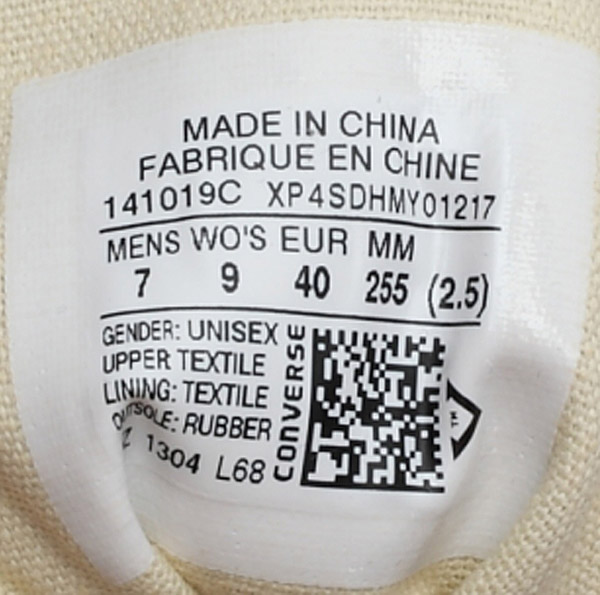 MADE IN CHINA
FABRIQUE EN CHINE
141019C XP4SDHMY01217
MENS WO'S EUR MM
7 9 40 255 (2.5)
GENDER: UNISEX
UPPER TEXTILE
LINING: TEXTILE
OUTSOLE: RUBBER
1304 L68
CONVERSE
TM